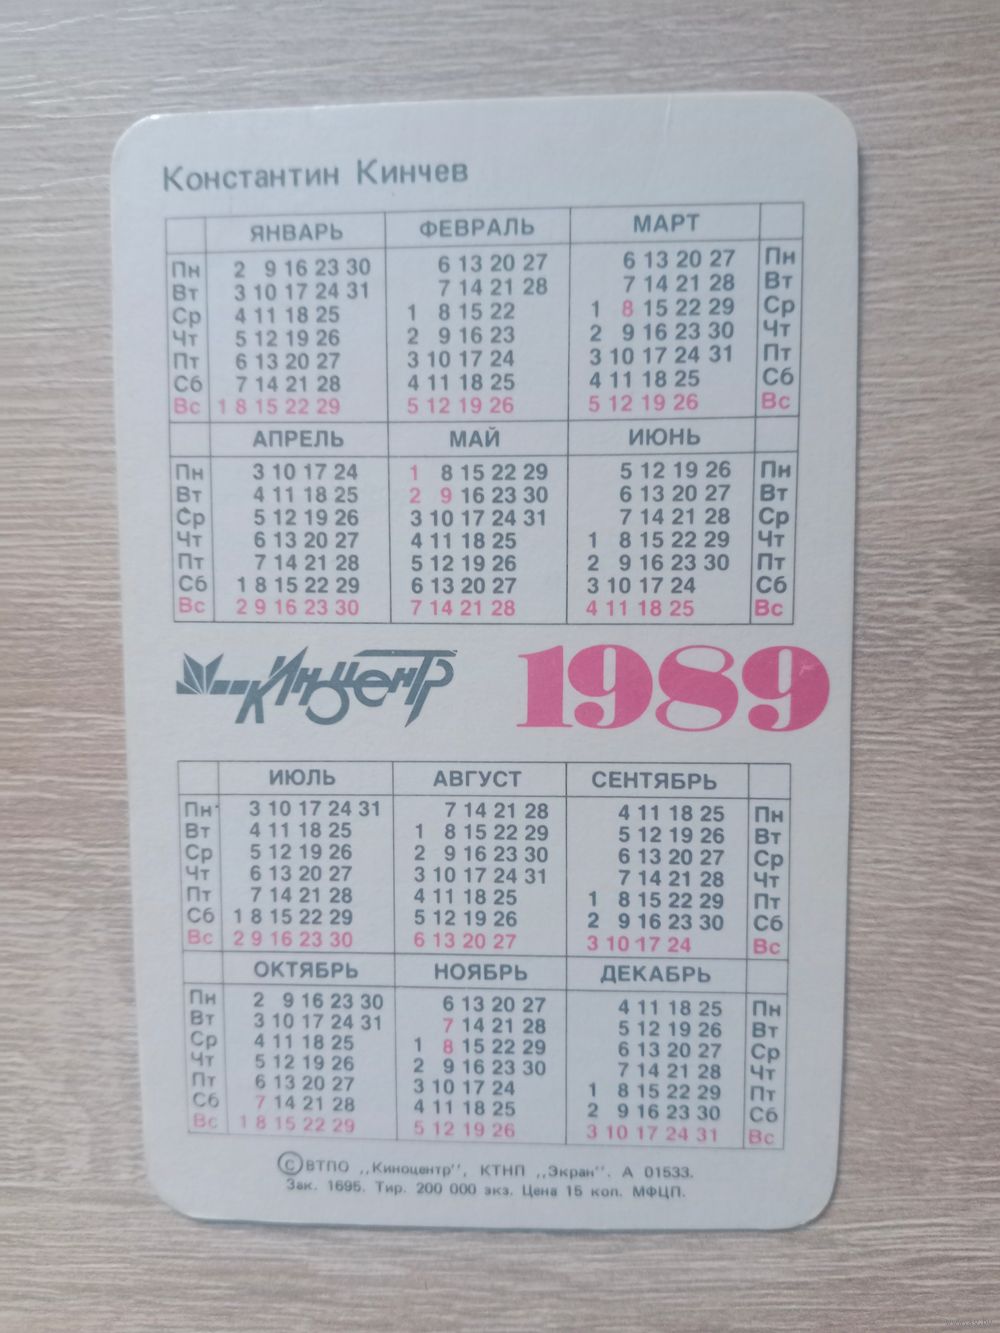 Константин Кинчев
ЯНВАРЬ ФЕВРАЛЬ МАРТ
Пн 2 9 16 23 30 6 13 20 27 6 13 20 27 Пн
Вт 3 10 17 24 31 7 14 21 28 7 14 21 28 Вт
Ср 4 11 18 25 1 8 15 22 1 8 15 22 29 Ср
Чт 5 12 19 26 2 9 16 23 2 9 16 23 30 Чт
Пт 6 13 20 27 3 10 17 24 3 10 17 24 31 Пт
Сб 7 14 21 28 4 11 18 25 4 11 18 25 Сб
Вс 1 8 15 22 29 5 12 19 26 5 12 19 26 Вс
АПРЕЛЬ МАЙ ИЮНЬ
Пн 3 10 17 24 1 8 15 22 29 5 12 19 26 Пн
Вт 4 11 18 25 2 9 16 23 30 6 13 20 27 Вт
Ср 5 12 19 26 3 10 17 24 31 7 14 21 28 Ср
Чт 6 13 20 27 4 11 18 25 1 8 15 22 29 Чт
Пт 7 14 21 28 5 12 19 26 2 9 16 23 30 Пт
Сб 1 8 15 22 29 6 13 20 27 3 10 17 24 Сб
Вс 2 9 16 23 30 7 14 21 28 4 11 18 25 Вс
Киноцентр 1989
ИЮЛЬ АВГУСТ СЕНТЯБРЬ
Пн 3 10 17 24 31 7 14 21 28 4 11 18 25 Пн
Вт 4 11 18 25 1 8 15 22 29 5 12 19 26 Вт
Ср 5 12 19 26 2 9 16 23 30 6 13 20 27 Ср
Чт 6 13 20 27 3 10 17 24 31 7 14 21 28 Чт
Пт 7 14 21 28 4 11 18 25 1 8 15 22 29 Пт
Сб 1 8 15 22 29 5 12 19 26 2 9 16 23 30 Сб
Вс 2 9 16 23 30 6 13 20 27 3 10 17 24 Вс
ОКТЯБРЬ НОЯБРЬ ДЕКАБРЬ
Пн 2 9 16 23 30 6 13 20 27 4 11 18 25 Пн
Вт 3 10 17 24 31 7 14 21 28 5 12 19 26 Вт
Ср 4 11 18 25 1 8 15 22 29 6 13 20 27 Ср
Чт 5 12 19 26 2 9 16 23 30 7 14 21 28 Чт
Пт 6 13 20 27 3 10 17 24 1 8 15 22 29 Пт
Сб 7 14 21 28 4 11 18 25 2 9 16 23 30 Сб
Вс 1 8 15 22 29 5 12 19 26 3 10 17 24 31 Вс
©ВТПО ,,Киноцентр", КТНП ,,Экран". А 01533.
Зак. 1695. Тир. 200 000 экз. Цена 15 коп. МФЦП.